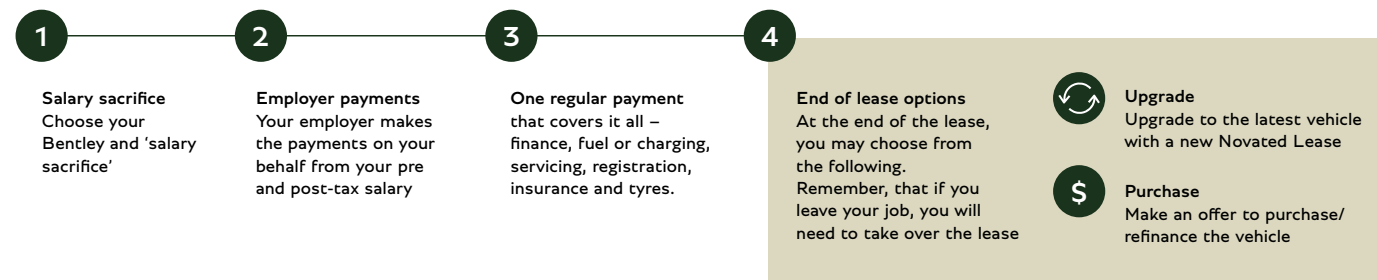 1
Salary sacrifice
Choose your
Bentley and ‘salary
sacrifice’
2
Employer payments
Your employer makes
the payments on your
behalf from your pre
and post-tax salary
3
One regular payment
that covers it all –
finance, fuel or charging,
servicing, registration,
insurance and tyres.
4
End of lease options
At the end of the lease,
you may choose from
the following.
Remember, that if you
leave your job, you will
need to take over the lease
Upgrade
Upgrade to the latest vehicle
with a new Novated Lease
$
Purchase
Make an offer to purchase/
refinance the vehicle